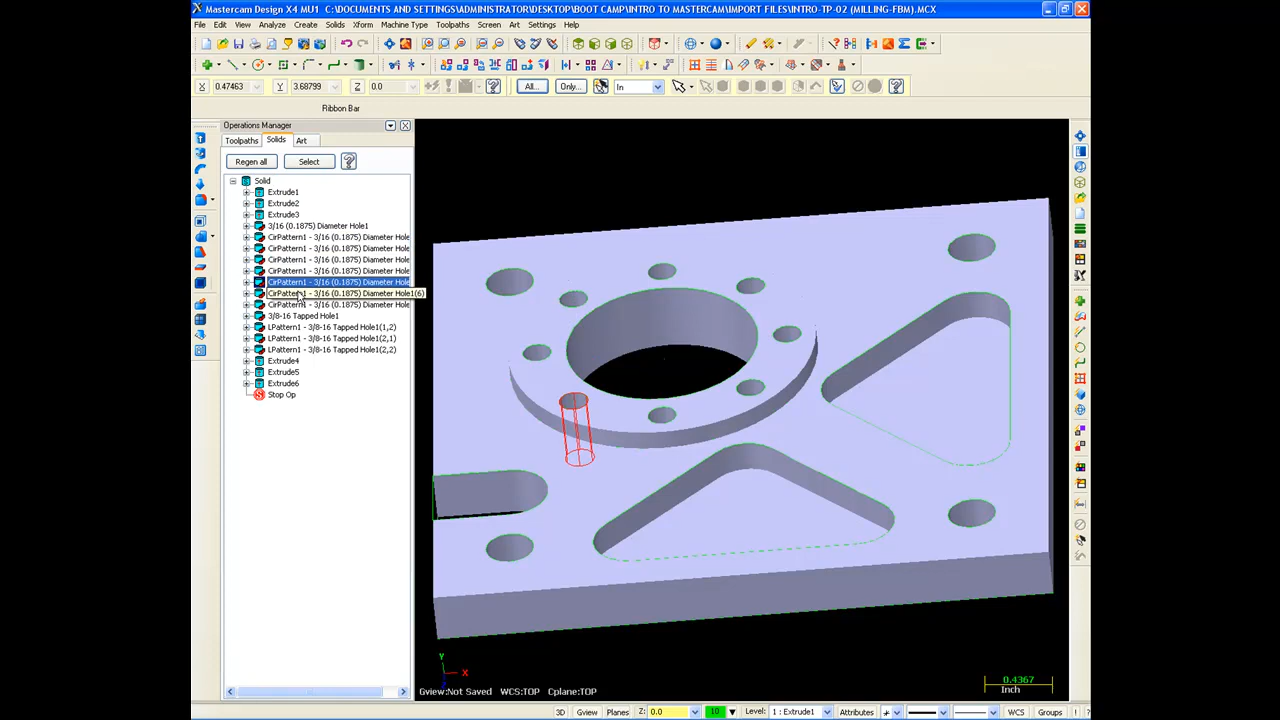 Mastercam Design X4 MU1 C:\DOCUMENTS AND SETTINGS\ADMINISTRATOR\DESKTOP\BOOT CAMP\INTRO TO MASTERCAM\IMPORT FILES\INTRO-TP-02 (MILLING-FBM).MCX
File Edit View Analyze Create Solids Xform Machine Type Toolpaths Screen Art Settings Help
X 0.47463 Y 3.68799 Z 0.0 All... Only... In
Ribbon Bar
Operations Manager
Toolpaths Solids Art
Regen all Select
Solid
Extrude1
Extrude2
Extrude3
3/16 (0.1875) Diameter Hole1
CirPattern1 - 3/16 (0.1875) Diameter Hole
CirPattern1 - 3/16 (0.1875) Diameter Hole
CirPattern1 - 3/16 (0.1875) Diameter Hole
CirPattern1 - 3/16 (0.1875) Diameter Hole
CirPattern1 - 3/16 (0.1875) Diameter Hole
CirPattern1 - 3/16 (0.1875) Diameter Hole1(6)
CirPattern1 - 3/16 (0.1875) Diameter Hole
3/8-16 Tapped Hole1
LPattern1 - 3/8-16 Tapped Hole1(1,2)
LPattern1 - 3/8-16 Tapped Hole1(2,1)
LPattern1 - 3/8-16 Tapped Hole1(2,2)
Extrude4
Extrude5
Extrude6
Stop Op
Y
X
0.4367
Inch
Gview:Not Saved WCS:TOP Cplane:TOP
3D Gview Planes Z: 0.0 10 Level: 1 : Extrude1 Attributes WCS Groups ! ?